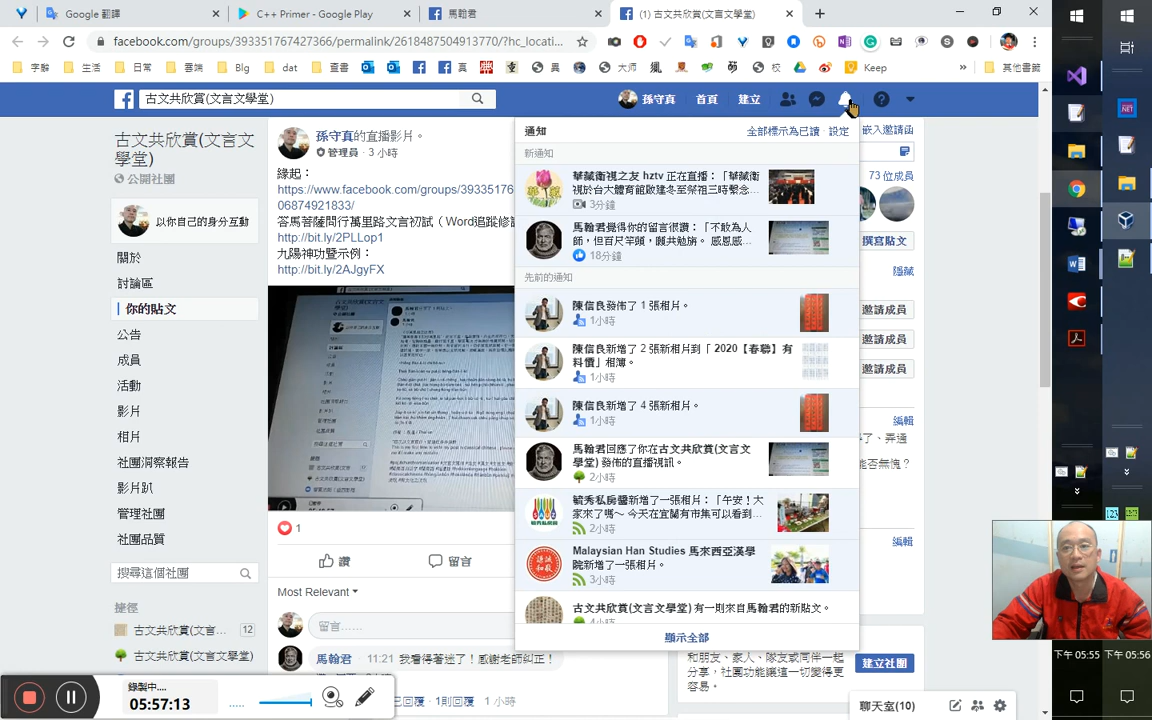 Google 翻譯
C++ Primer - Google Play
馬翰君
(1) 古文共欣賞(文言文學堂)
facebook.com/groups/393351767427366/permalink/2618487504913770/?hc_locati...
字辭
生活
日常
雲端
Blg
dat
查書
真
異
大师
校
Keep
»
其他書籤
古文共欣賞(文言文學堂)
孫守真
首頁
建立
古文共欣賞(文言文
學堂)
公開社團
以你自己的身分互動
關於
討論區
你的貼文
公告
成員
活動
影片
相片
社團洞察報告
影片趴
管理社團
社團品質
搜尋這個社團
捷徑
古文共欣賞(文言...
12
古文共欣賞(文言文學堂)
孫守真的直播影片。
管理員 · 3 小時
緣起：
https://www.facebook.com/groups/39335176
06874921833/
答馬菩薩問行萬里路文言初試（Word追蹤修
http://bit.ly/2PLLop1
九陽神功暨示例：
http://bit.ly/2AJgyFX
1
讚
留言
Most Relevant
留言......
馬翰君 11:21 我看得著迷了！感謝老師糾正！
已回覆 · 1則回覆 1 小時
通知
全部標示為已讀 · 設定
新通知
華藏衛視之友 hztv 正在直播：「華藏衛
視於台大體育館啟建冬至祭祖三時繫念...
3分鐘
馬翰君覺得你的留言很讚：「不敢為人
師，但百尺竿頭，願共勉旃。 感恩感...
18分鐘
先前的通知
陳信良發佈了 1 張相片。
1小時
陳信良新增了 2 張新相片到「 2020【春聯】有
料價」相簿。
1小時
陳信良新增了 4 張新相片。
1小時
馬翰君回應了你在古文共欣賞(文言文
學堂) 發佈的直播視訊。
2小時
毓秀私房醬新增了一張相片：「午安！大
家來了嗎～ 今天在宜蘭有市集可以看到...
2小時
Malaysian Han Studies 馬來西亞漢學
院新增了一張相片。
3小時
古文共欣賞(文言文學堂) 有一則來自馬翰君的新貼文。
4小時
顯示全部
嵌入邀請函
73 位成員
撰寫貼文
隱藏
邀請成員
邀請成員
邀請成員
編輯
了、弄通
能否無愧？
編輯
和朋友、家人、隊友或同伴一起
分享，社團功能讓這一切變得更
容易。
建立社團
聊天室(10)
錄製中....
05:57:13
下午 05:55
下午 05:56